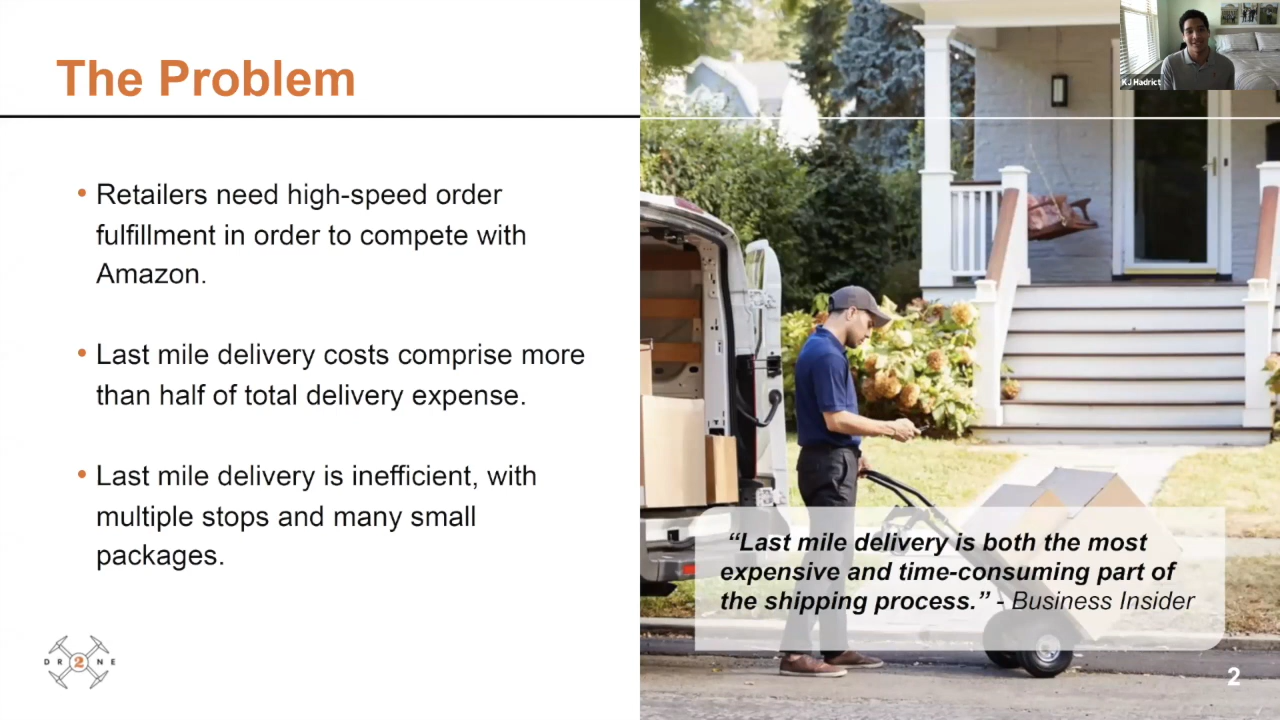 The Problem
• Retailers need high-speed order
fulfillment in order to compete with
Amazon.
• Last mile delivery costs comprise more
than half of total delivery expense.
• Last mile delivery is inefficient, with
multiple stops and many small
packages.
KJ Hadrict
“Last mile delivery is both the most
expensive and time-consuming part of
the shipping process.” - Business Insider
DR2NE
2